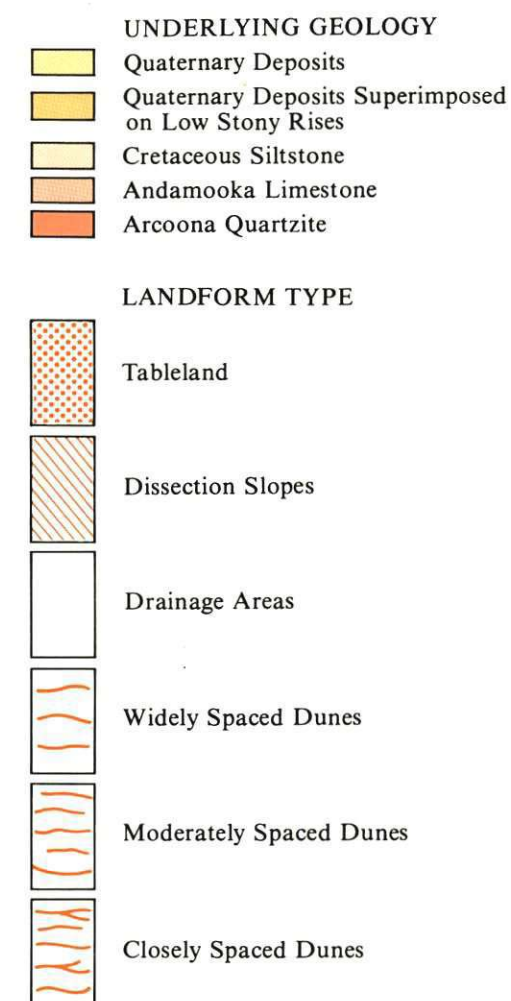 UNDERLYING GEOLOGY
Quaternary Deposits
Quaternary Deposits Superimposed
on Low Stony Rises
Cretaceous Siltstone
Andamooka Limestone
Arcoona Quartzite
LANDFORM TYPE
Tableland
Dissection Slopes
Drainage Areas
Widely Spaced Dunes
Moderately Spaced Dunes
Closely Spaced Dunes